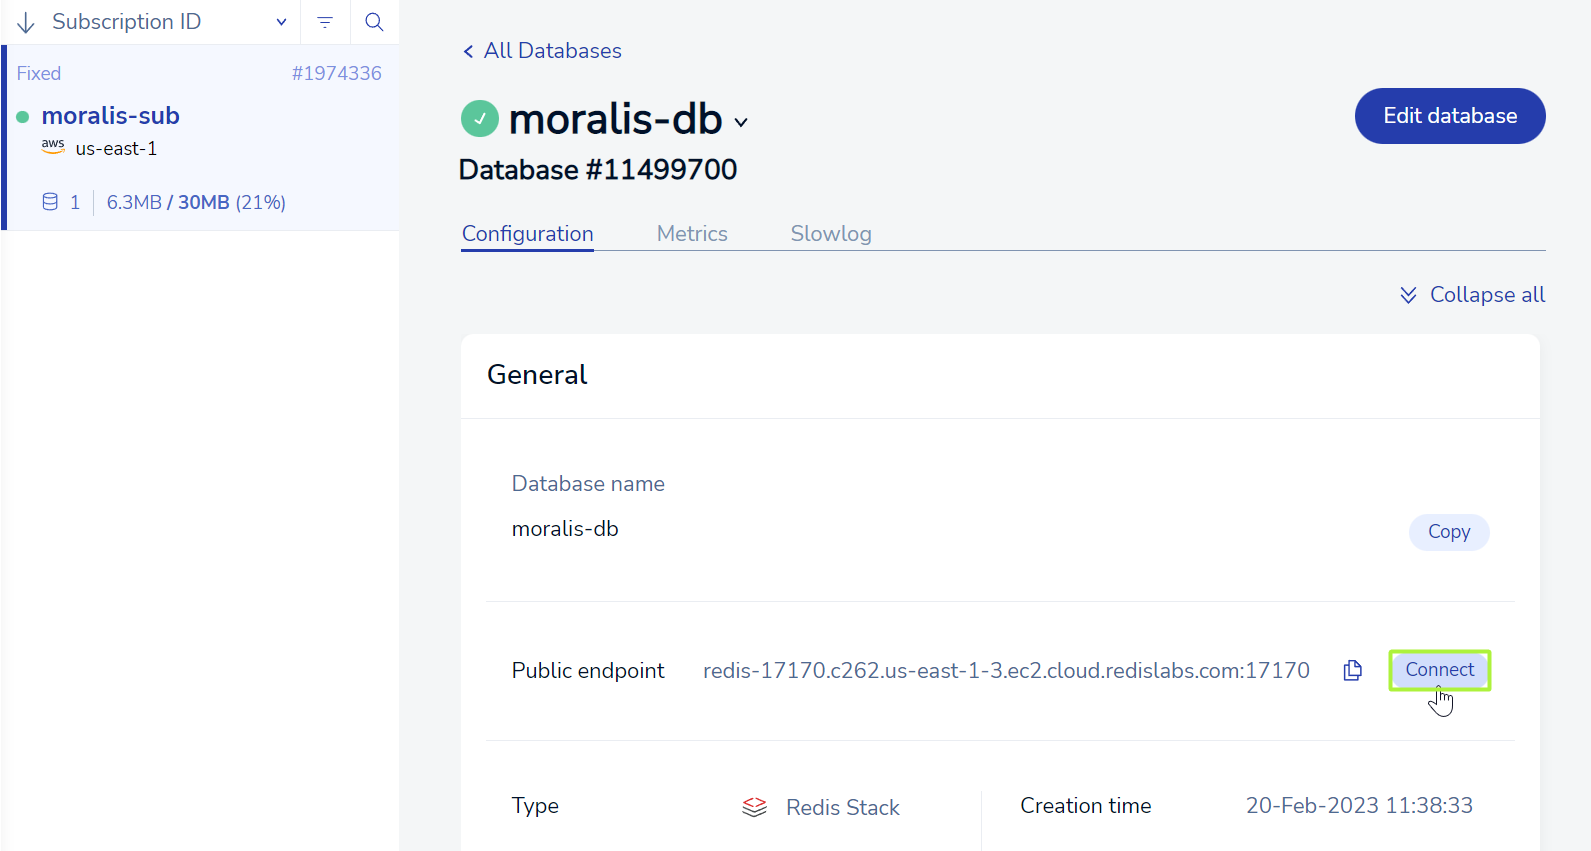 Subscription ID
Fixed #1974336
moralis-sub
aws us-east-1
1 6.3MB / 30MB (21%)
All Databases
moralis-db
Edit database
Database #11499700
Configuration Metrics Slowlog
Collapse all
General
Database name
moralis-db
Copy
Public endpoint redis-17170.c262.us-east-1-3.ec2.cloud.redislabs.com:17170 Connect
Type Redis Stack Creation time 20-Feb-2023 11:38:33